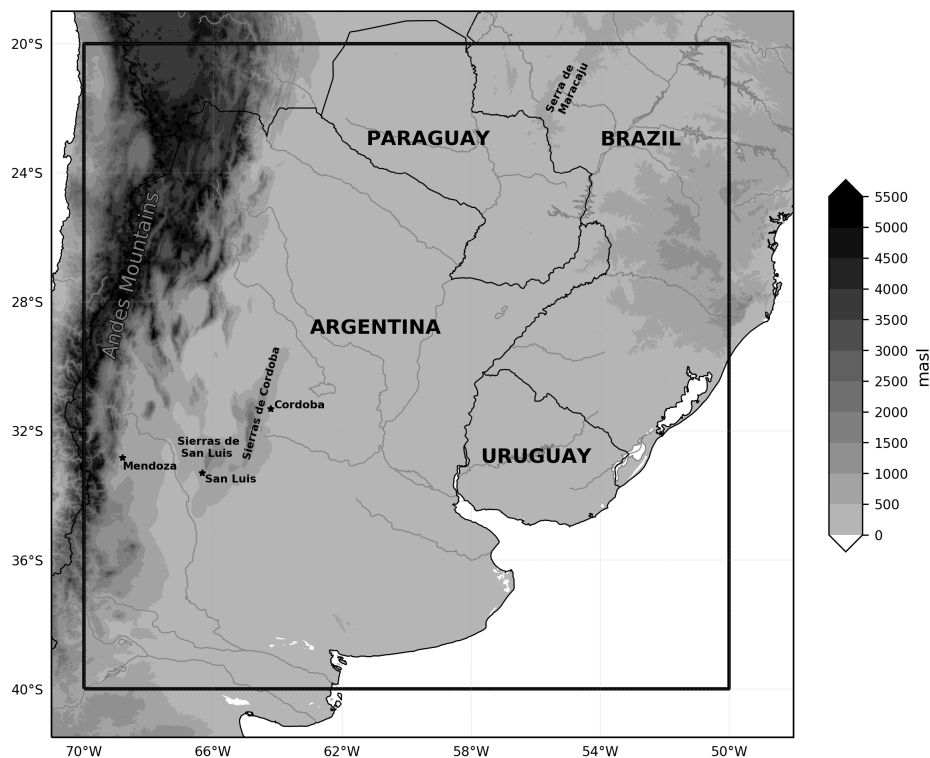 20°S
24°S
28°S
32°S
36°S
40°S
70°W
66°W
62°W
58°W
54°W
50°W
Serra de
Maracaju
PARAGUAY
BRAZIL
Andes Mountains
ARGENTINA
Sierras de Cordoba
Cordoba
Sierras de
San Luis
Mendoza
San Luis
URUGUAY
5500
5000
4500
4000
3500
3000
2500
2000
1500
1000
500
0
masl